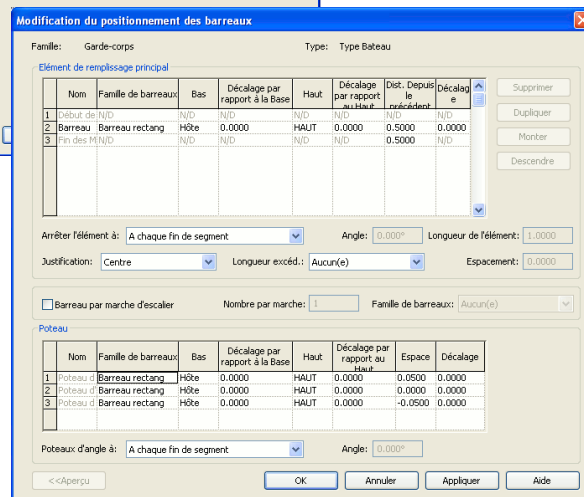 Modification du positionnement des barreaux
Famille: Garde-corps Type: Type Bateau
Elément de remplissage principal
Nom Famille de barreaux Bas Décalage par rapport à la Base Haut Décalage par rapport au Haut Dist. Depuis le précédent Décalag e
1 Début de N/D N/D N/D N/D N/D N/D N/D
2 Barreau Barreau rectang Hôte 0.0000 HAUT 0.0000 0.5000 0.0000
3 Fin des M N/D N/D N/D N/D N/D 0.5000 N/D
Supprimer
Dupliquer
Monter
Descendre
Arrêter l'élément à: A chaque fin de segment Angle: 0.000° Longueur de l'élément: 1.0000
Justification: Centre Longueur excéd.: Aucun(e) Espacement: 0.0000
Barreau par marche d'escalier Nombre par marche: 1 Famille de barreaux: Aucun(e)
Poteau
Nom Famille de barreaux Bas Décalage par rapport à la Base Haut Décalage par rapport au Haut Espace Décalage
1 Poteau d Barreau rectang Hôte 0.0000 HAUT 0.0000 0.0500 0.0000
2 Poteau d' Barreau rectang Hôte 0.0000 HAUT 0.0000 0.0000 0.0000
3 Poteau d Barreau rectang Hôte 0.0000 HAUT 0.0000 -0.0500 0.0000
Poteaux d'angle à: A chaque fin de segment Angle: 0.000°
<<Aperçu OK Annuler Appliquer Aide